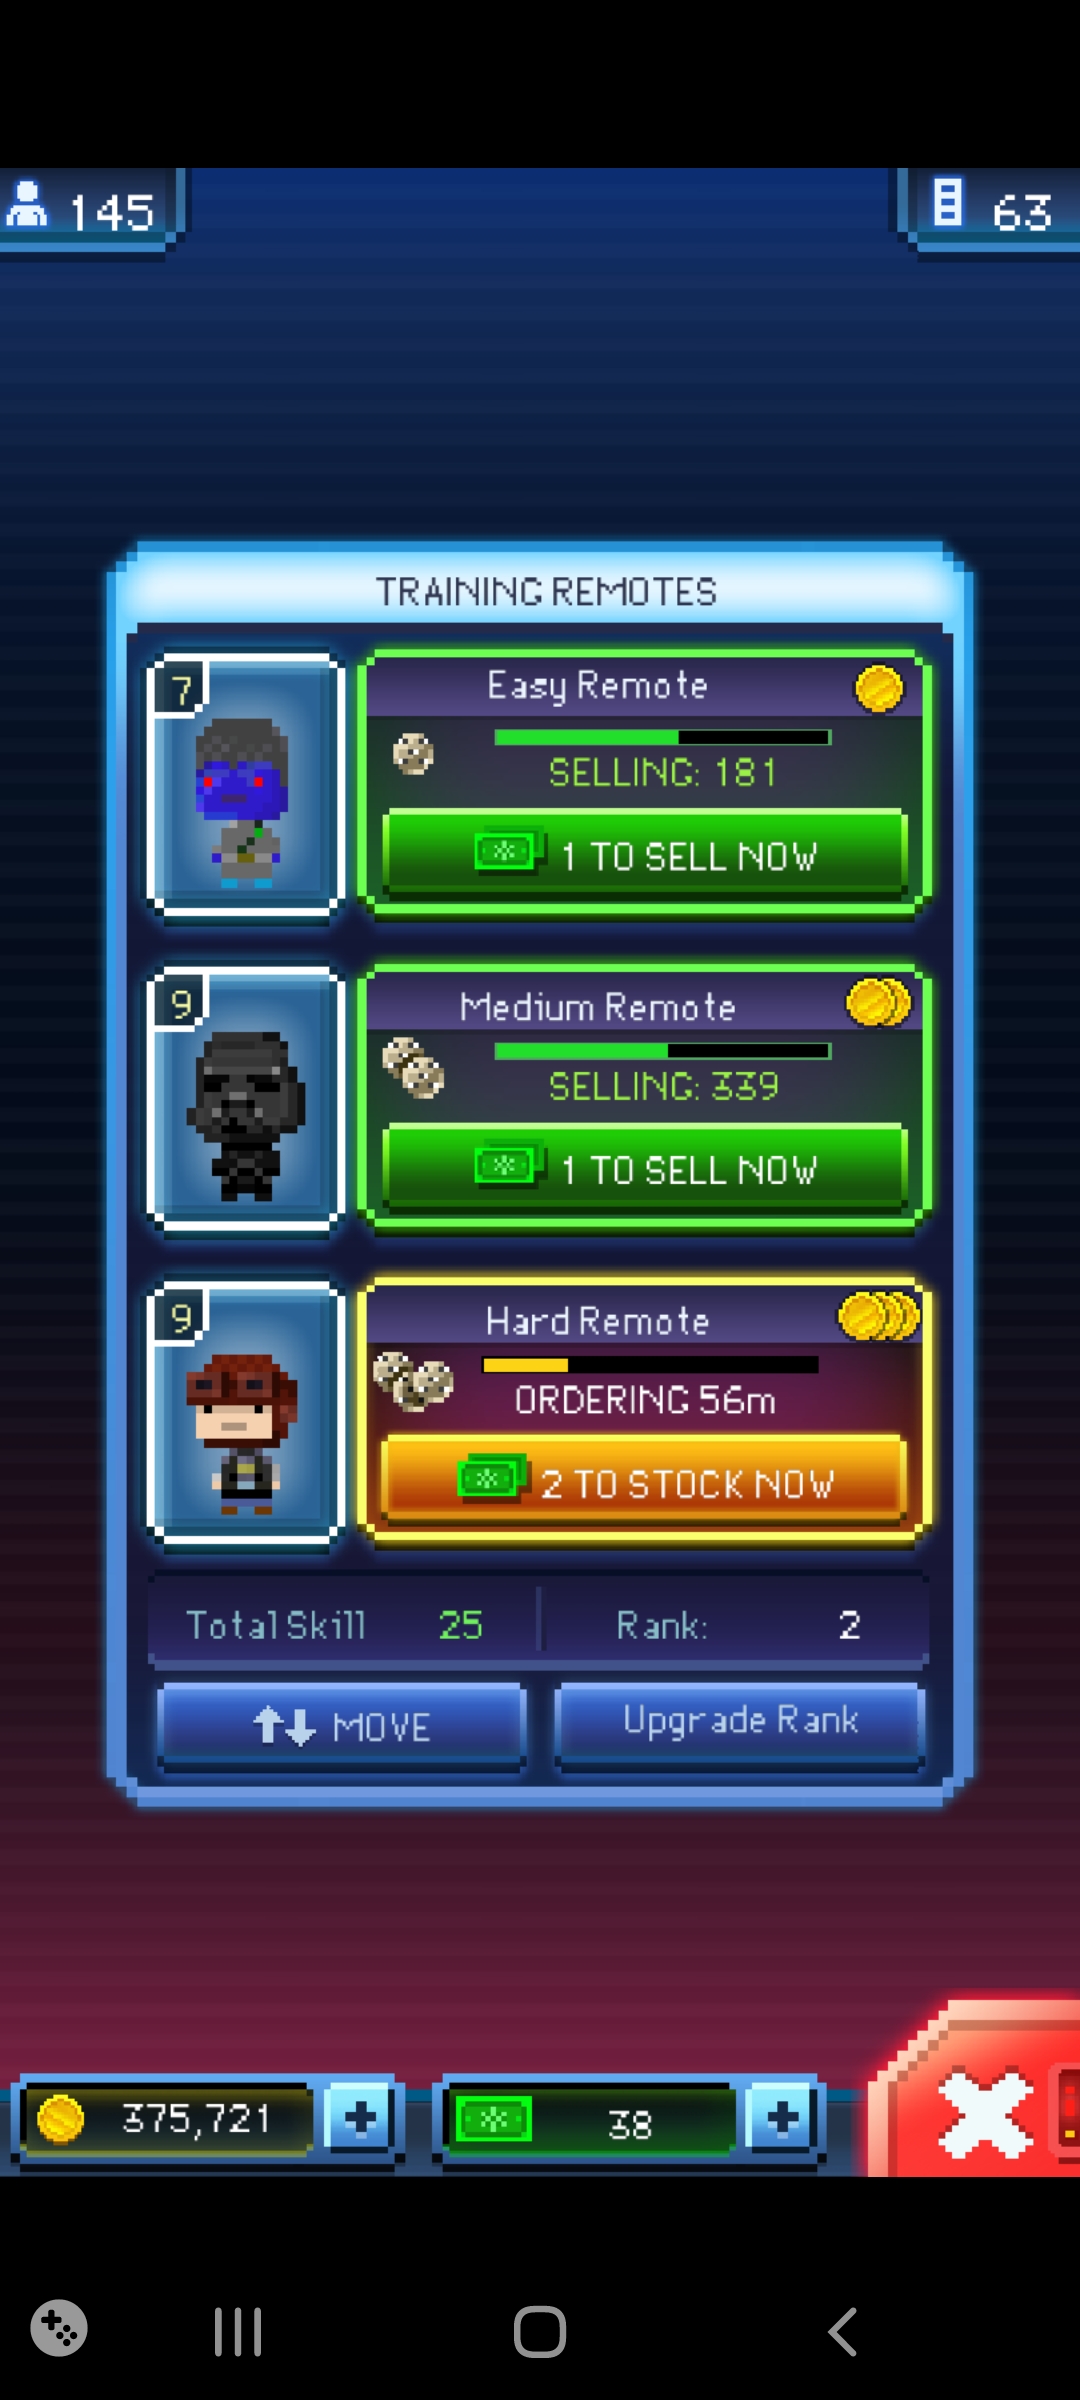 145
63
TRAINING REMOTES
7
Easy Remote
SELLING: 181
1 TO SELL NOW
9
Medium Remote
SELLING: 339
1 TO SELL NOW
9
Hard Remote
ORDERING 56m
2 TO STOCK NOW
Total Skill 25 Rank: 2
MOVE Upgrade Rank
375,721 38